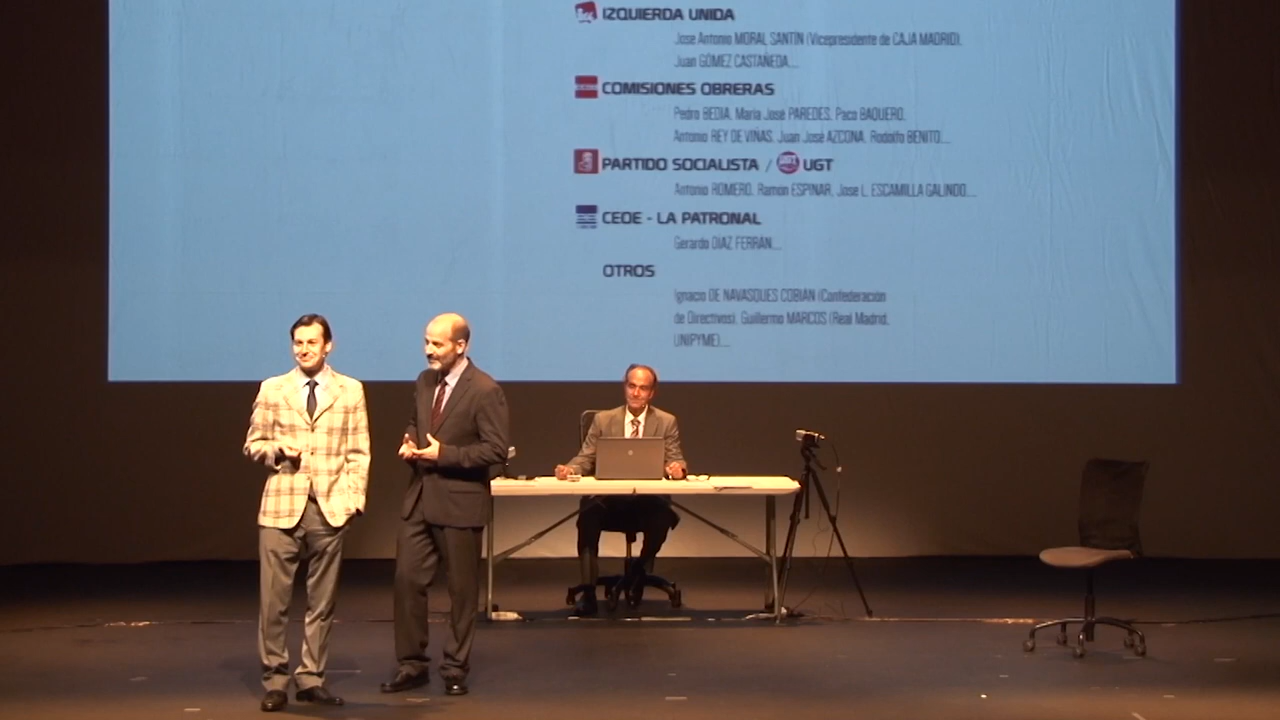 IZQUIERDA UNIDA
Jose Antonio MORAL SANTÍN (Vicepresidente de CAJA MADRID),
Juan GÓMEZ CASTAÑEDA...
COMISIONES OBRERAS
Pedro BEDIA, María José PAREDES, Paco BAQUERO,
Antonio REY DE VIÑAS, Juan José AZCONA, Rodolfo BENITO...
PARTIDO SOCIALISTA / UGT
Antonio ROMERO, Ramón ESPINAR, Jose L. ESCAMILLA GALINDO...
CEOE - LA PATRONAL
Gerardo DÍAZ FERRÁN...
OTROS
Ignacio DE NAVASQUES COBIÁN (Confederación
de Directivos), Guillermo MARCOS (Real Madrid,
UNIPYME)...